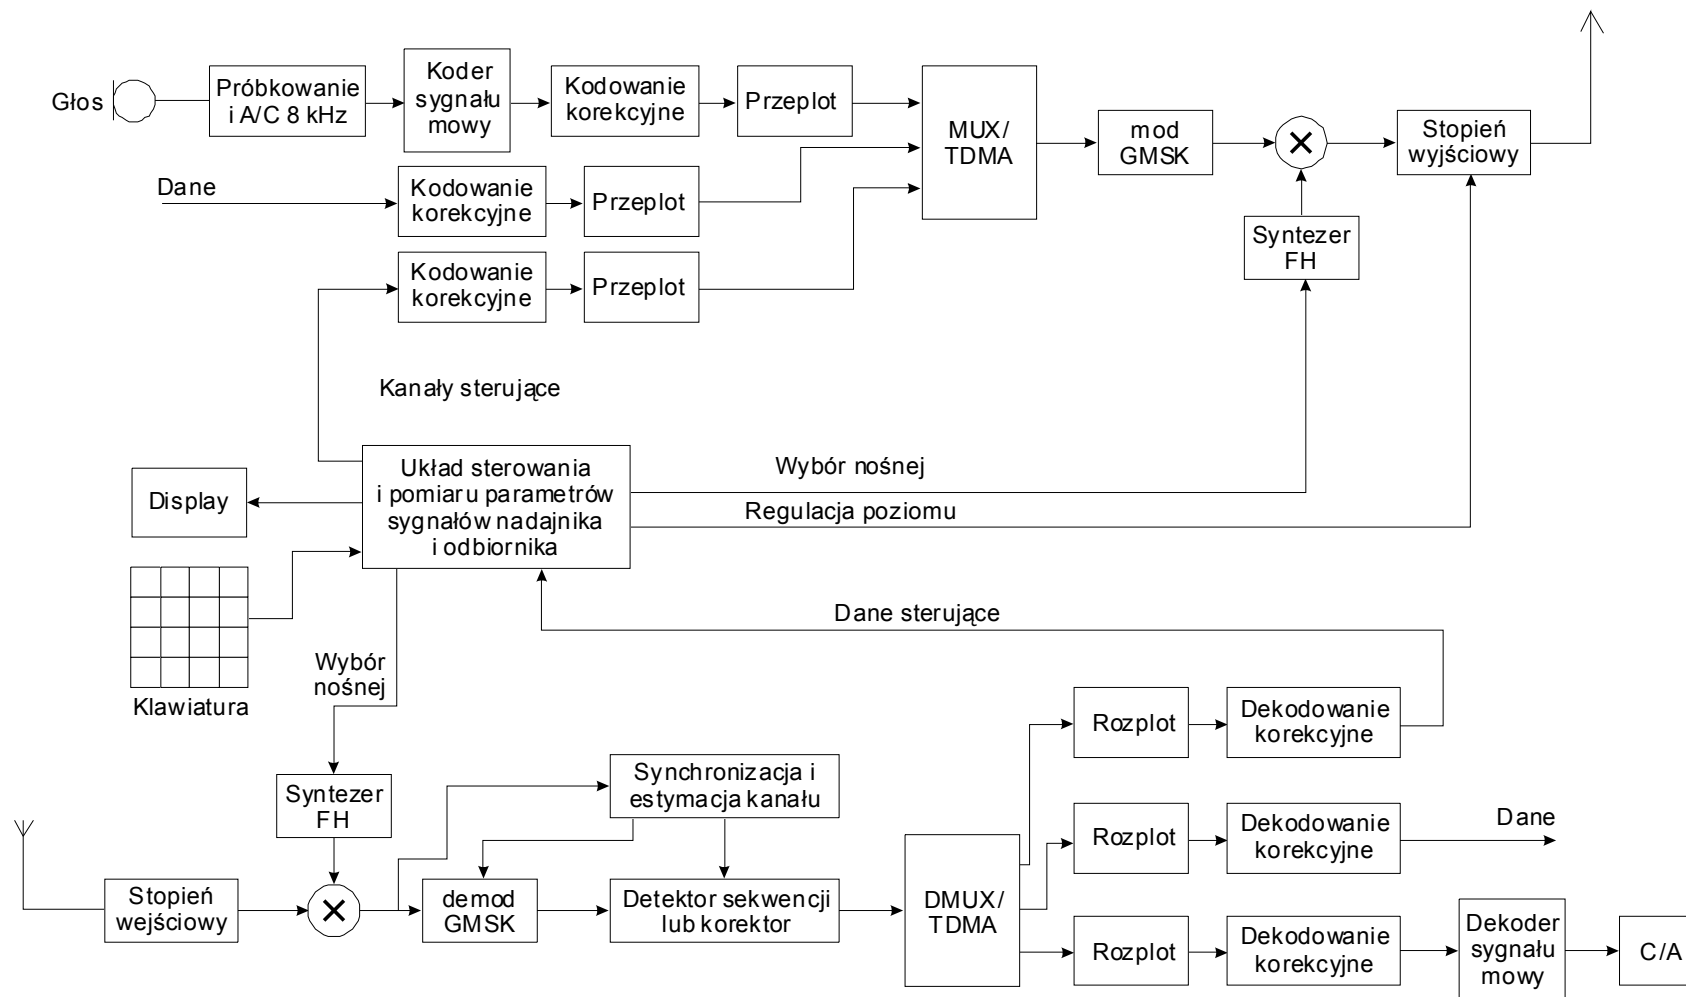 Głos
Próbkowanie
i A/C 8 kHz
Koder
sygnału
mowy
Kodowanie
korekcyjne
Przeplot
MUX/
TDMA
mod
GMSK
Stopień
wyjściowy
Dane
Kodowanie
korekcyjne
Przeplot
Syntezer
FH
Kodowanie
korekcyjne
Przeplot
Kanały sterujące
Układ sterowania
i pomiaru parametrów
sygnałów nadajnika
i odbiornika
Wybór nośnej
Regulacja poziomu
Display
Klawiatura
Dane sterujące
Wybór
nośnej
Syntezer
FH
Synchronizacja i
estymacja kanału
Rozplot
Dekodowanie
korekcyjne
Stopień
wejściowy
demod
GMSK
Detektor sekwencji
lub korektor
DMUX/
TDMA
Rozplot
Dekodowanie
korekcyjne
Dane
Rozplot
Dekodowanie
korekcyjne
Dekoder
sygnału
mowy
C/A